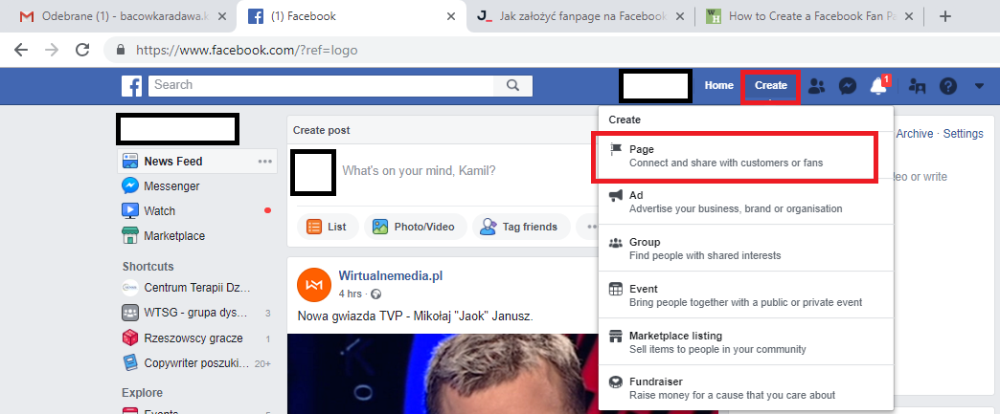 Odebrane (1) - bacowkaradawa.k
(1) Facebook
Jak założyć fanpage na Facebook
How to Create a Facebook Fan Pa
https://www.facebook.com/?ref=logo
Search
Home
Create
1
Create
Page
Connect and share with customers or fans
Ad
Advertise your business, brand or organisation
Group
Find people with shared interests
Event
Bring people together with a public or private event
Marketplace listing
Sell items to people in your community
Fundraiser
Raise money for a cause that you care about
News Feed
Messenger
Watch
Marketplace
Shortcuts
Centrum Terapii Dz...
WTSG - grupa dys... 3
Rzeszowscy gracze 1
Copywriter poszuki... 20+
Explore
Events
Create post
What's on your mind, Kamil?
List
Photo/Video
Tag friends
Wirtualnemedia.pl
4 hrs ·
Nowa gwiazda TVP - Mikołaj "Jaok" Janusz.
Archive · Settings
or write